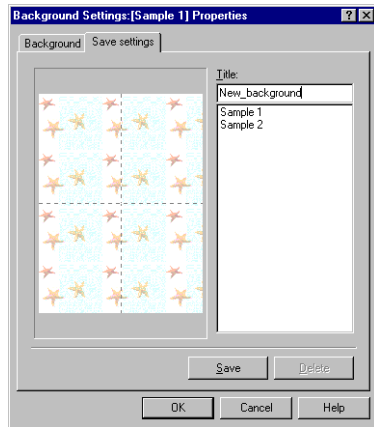 Background Settings:[Sample 1] Properties
Background Save settings
Title:
New_background
Sample 1
Sample 2
Save Delete
OK Cancel Help